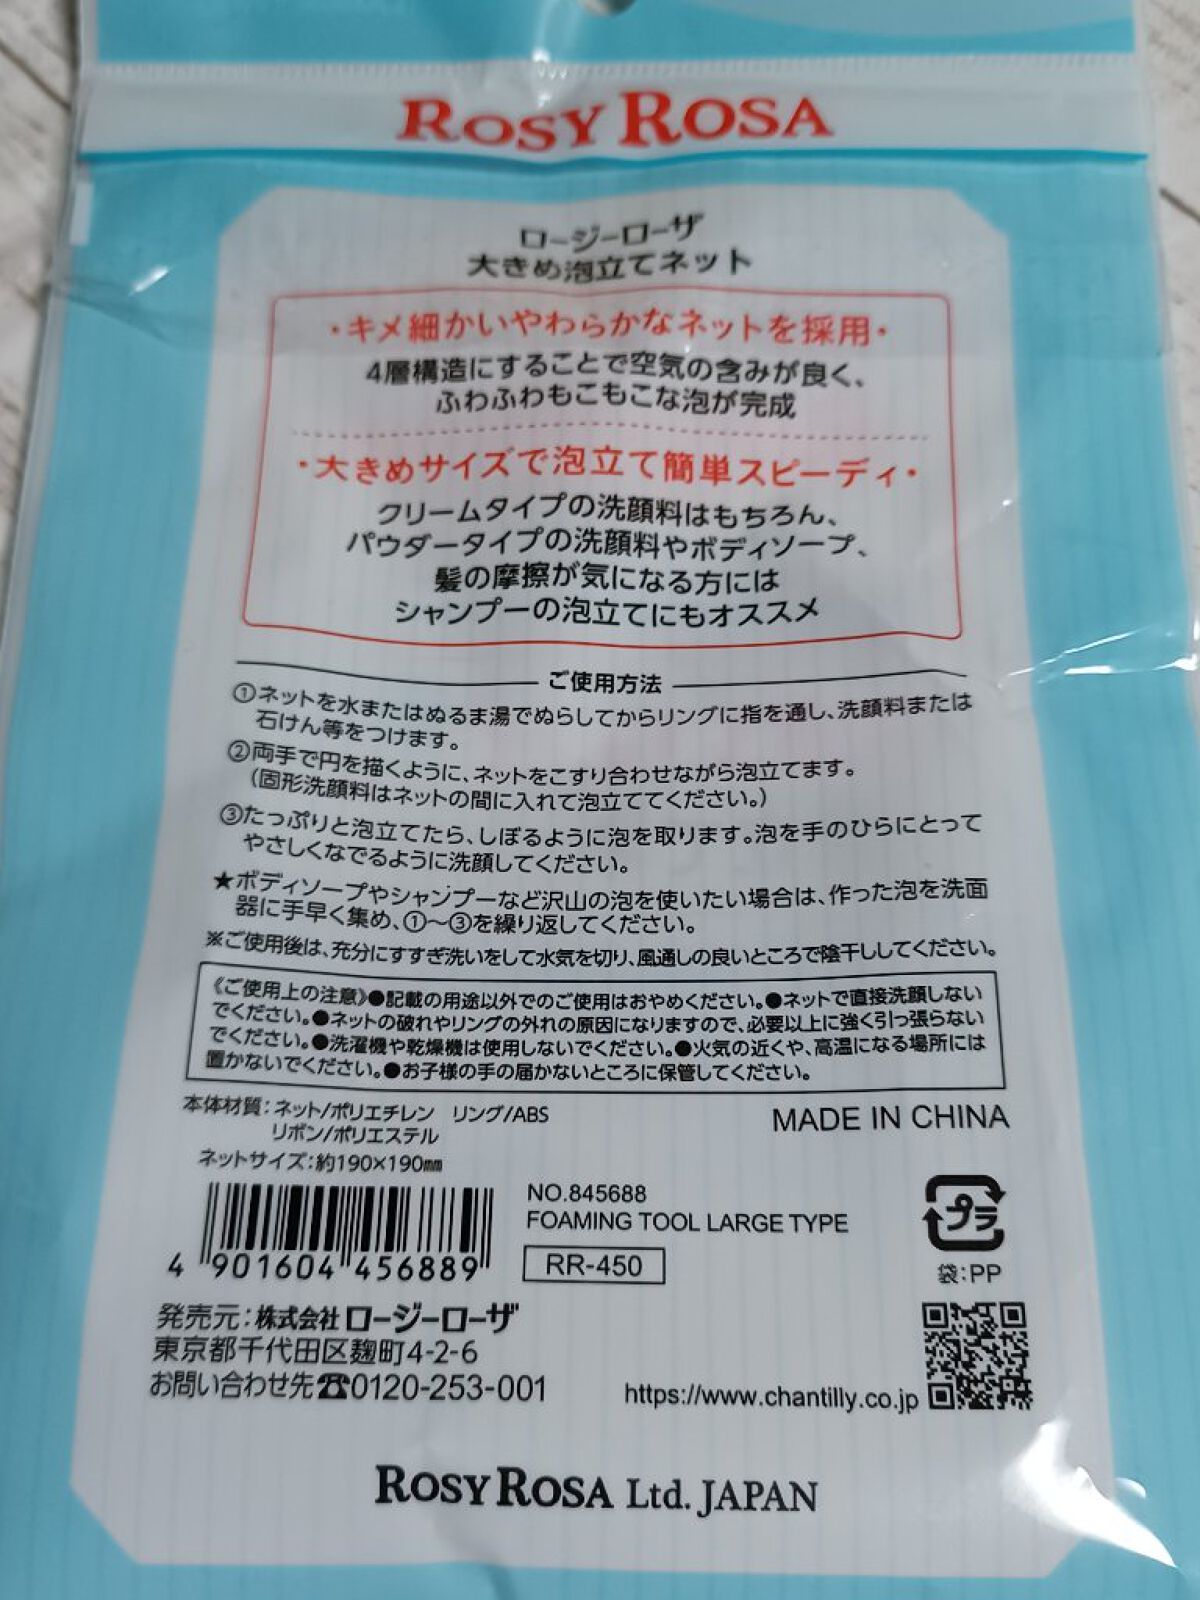 ROSY ROSA
ロージーローザ
大きめ泡立てネット
・キメ細かいやわらかなネットを採用・
4層構造にすることで空気の含みが良く、
ふわふわもこもこな泡が完成
・大きめサイズで泡立て簡単スピーディ・
クリームタイプの洗顔料はもちろん、
パウダータイプの洗顔料やボディソープ、
髪の摩擦が気になる方には
シャンプーの泡立てにもオススメ
ご使用方法
①ネットを水またはぬるま湯でぬらしてからリングに指を通し、洗顔料または
石けん等をつけます。
②両手で円を描くように、ネットをこすり合わせながら泡立てます。
（固形洗顔料はネットの間に入れて泡立ててください。）
③たっぷりと泡立てたら、しぼるように泡を取ります。泡を手のひらにとって
やさしくなでるように洗顔してください。
★ボディソープやシャンプーなど沢山の泡を使いたい場合は、作った泡を洗面
器に手早く集め、①〜③を繰り返してください。
※ご使用後は、充分にすすぎ洗いをして水気を切り、風通しの良いところで陰干ししてください。
《ご使用上の注意》●記載の用途以外でのご使用はおやめください。●ネットで直接洗顔しない
でください。●ネットの破れやリングの外れの原因になりますので、必要以上に強く引っ張らない
でください。●洗濯機や乾燥機は使用しないでください。●火気の近くや、高温になる場所には
置かないでください。●お子様の手の届かないところに保管してください。
本体材質：ネット/ポリエチレン リング/ABS
リボン/ポリエステル
MADE IN CHINA
ネットサイズ：約190×190㎜
NO.845688
FOAMING TOOL LARGE TYPE
RR-450
4 901604 456889
プラ
袋：PP
発売元：株式会社 ロージーローザ
東京都千代田区麹町4-2-6
お問い合わせ先☎0120-253-001
https://www.chantilly.co.jp
ROSY ROSA Ltd. JAPAN